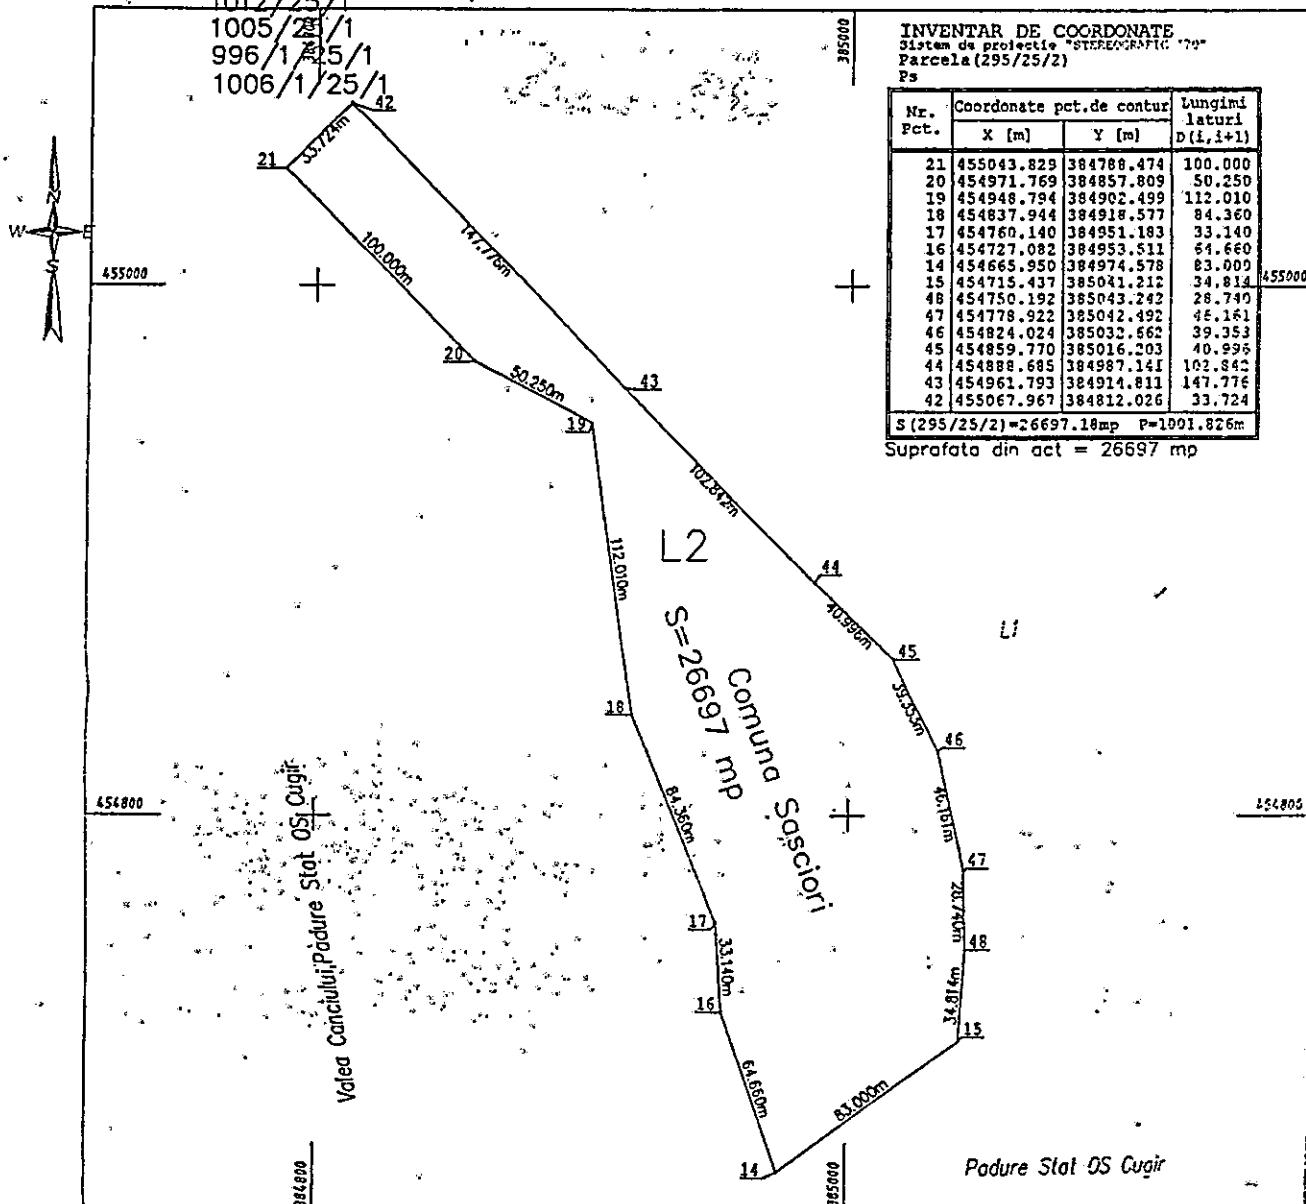 1012/25/1
1005/25/1
996/1/25/1
1006/1/25/1
385000
INVENTAR DE COORDONATE
Sistem de proiectie "STEREOGRAFIC '70"
Parcela (295/25/2)
Ps
Nr. Pct. Coordonate pct.de contur Lungimi laturi D(i,i+1)
X [m] Y [m]
21 455043.829 384788.474 100.000
20 454971.769 384857.809 50.250
19 454948.794 384902.499 112.010
18 454837.944 384918.577 84.360
17 454760.140 384951.183 33.140
16 454727.082 384953.511 64.660
14 454665.950 384974.578 83.000
15 454715.437 385041.212 34.814
48 454750.192 385043.242 28.740
47 454778.922 385042.492 46.161
46 454824.024 385032.662 39.353
45 454859.770 385016.203 40.996
44 454888.685 384987.141 102.842
43 454961.793 384914.811 147.776
42 455067.967 384812.026 33.724
S(295/25/2)=26697.18mp P=1001.826m
Suprafata din act = 26697 mp
N
W E
S
42
33.724m
21
147.776m
100.000m
455000
455000
20
50.250m
43
19
102.842m
112.010m
L2
44
40.996m
L1
45
S=26697 mp
Comuna Sasciori
39.353m
18
46
84.360m
46.161m
454800
454800
Valea Canciului,Pàdure Stat OS Cugir
47
28.740m
17
48
33.140m
34.814m
16
15
64.660m
83.000m
14
Padure Stat OS Cugir
384800
385000